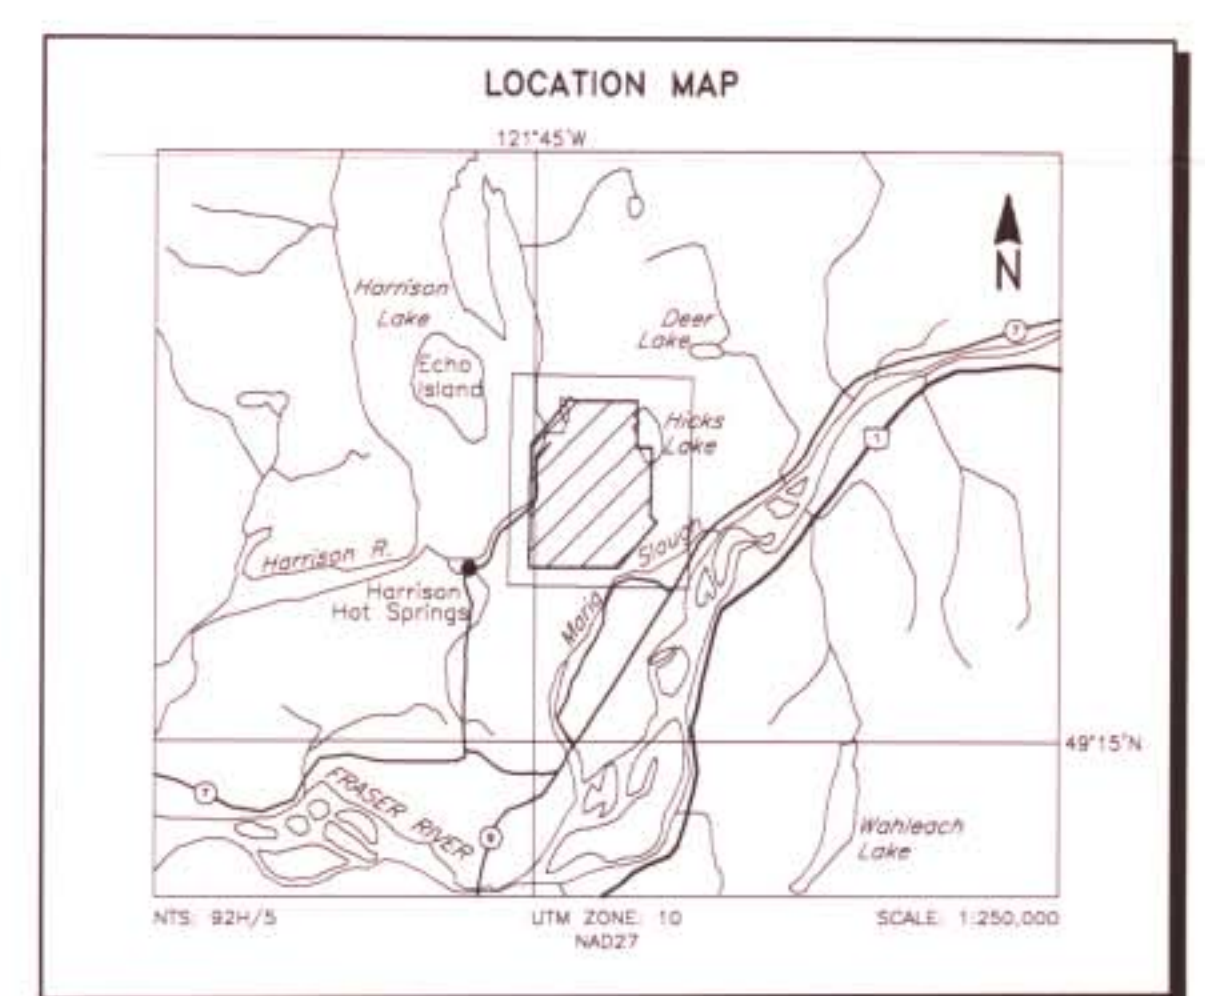 LOCATION MAP
121°45'W
N
Harrison
Lake
Deer
Lake
7
Echo
Island
Hicks
Lake
1
Slough
Harrison R.
Harrison
Hot Springs
Maria
49°15'N
7
FRASER RIVER
9
Wahleach
Lake
NTS: 92H/5
UTM ZONE: 10
SCALE: 1:250,000
NAD27